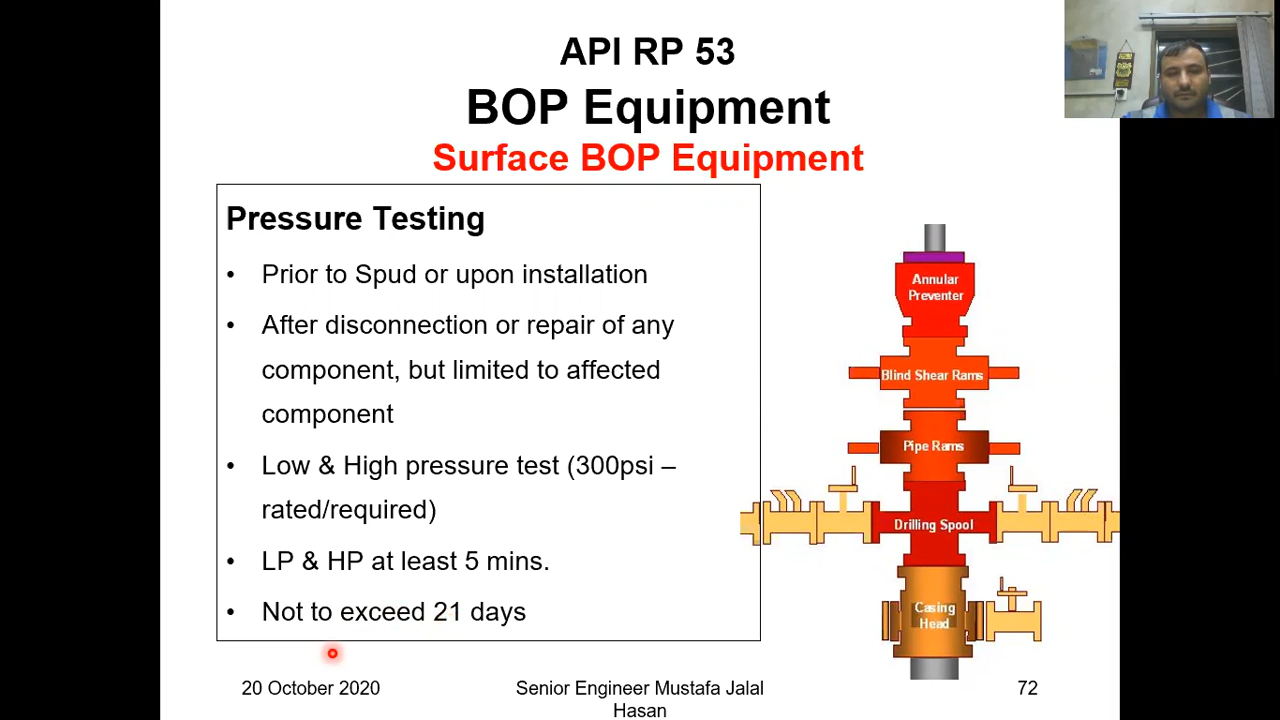 API RP 53
BOP Equipment
Surface BOP Equipment
Pressure Testing
• Prior to Spud or upon installation
• After disconnection or repair of any
component, but limited to affected
component
• Low & High pressure test (300psi –
rated/required)
• LP & HP at least 5 mins.
• Not to exceed 21 days
Annular
Preventer
Blind Shear Rams
Pipe Rams
Drilling Spool
Casing
Head
20 October 2020
Senior Engineer Mustafa Jalal
Hasan
72